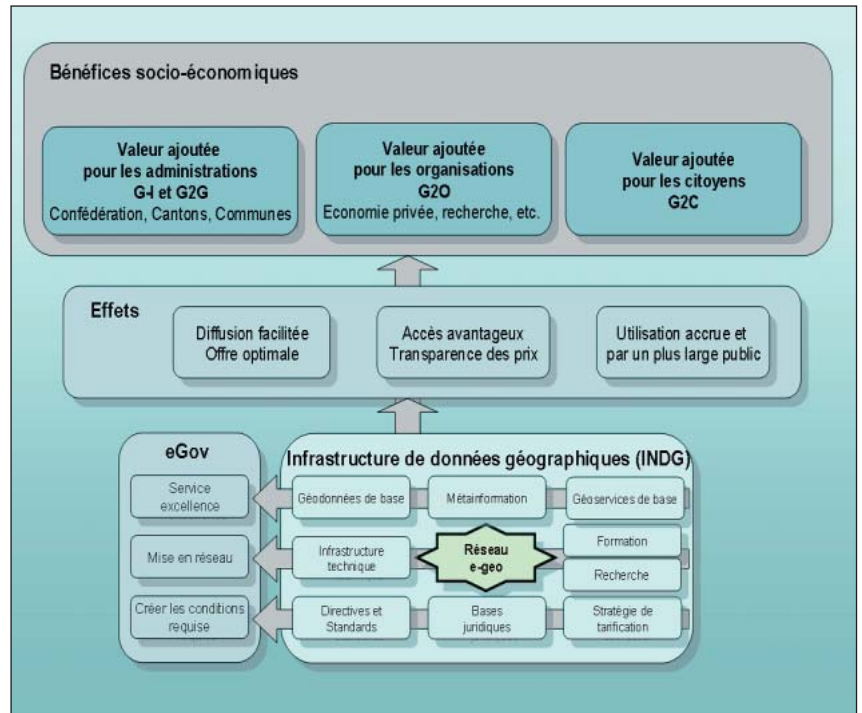 Bénéfices socio-économiques
Valeur ajoutée
pour les administrations
G-I et G2G
Confédération, Cantons, Communes
Valeur ajoutée
pour les organisations
G2O
Economie privée, recherche, etc.
Valeur ajoutée
pour les citoyens
G2C
Effets
Diffusion facilitée
Offre optimale
Accès avantageux
Transparence des prix
Utilisation accrue et
par un plus large public
eGov
Service
excellence
Mise en réseau
Créer les conditions
requise
Infrastructure de données géographiques (INDG)
Géodonnées de base
Métainformation
Géoservices de base
Infrastructure
technique
Réseau
e-geo
Formation
Recherche
Directives et
Standards
Bases
juridiques
Stratégie de
tarification